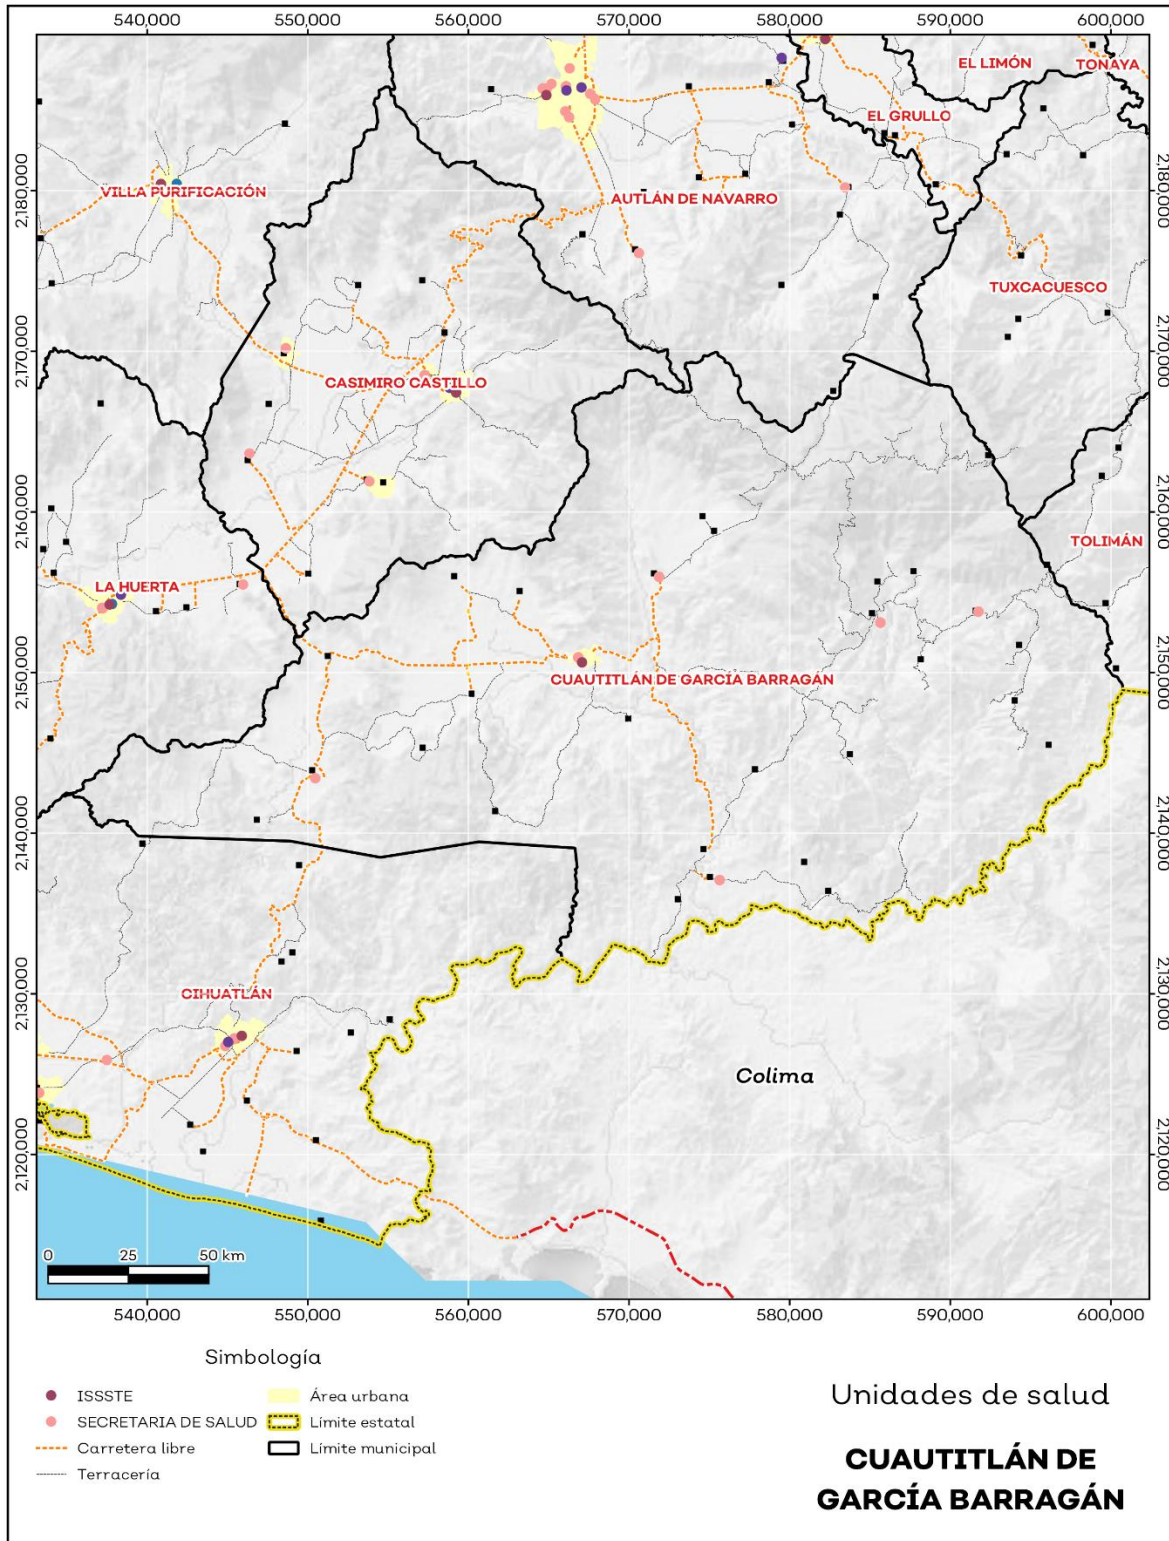 540,000 550,000 560,000 570,000 580,000 590,000 600,000
EL LIMÓN
TONAYA
EL GRULLO
2,180,000
VILLA PURIFICACIÓN
AUTLÁN DE NAVARRO
2,180,000
TUXCACUESCO
2,170,000
CASIMIRO CASTILLO
2,170,000
2,160,000
2,160,000
TOLIMÁN
LA HUERTA
2,150,000
CUAUTITLÁN DE GARCÍA BARRAGÁN
2,150,000
2,140,000
2,140,000
2,130,000
CIHUATLÁN
2,130,000
Colima
2,120,000
2,120,000
0 25 50 km
540,000 550,000 560,000 570,000 580,000 590,000 600,000
Simbología
ISSSTE
SECRETARIA DE SALUD
Carretera libre
Terracería
Área urbana
Límite estatal
Límite municipal
Unidades de salud
CUAUTITLÁN DE
GARCÍA BARRAGÁN